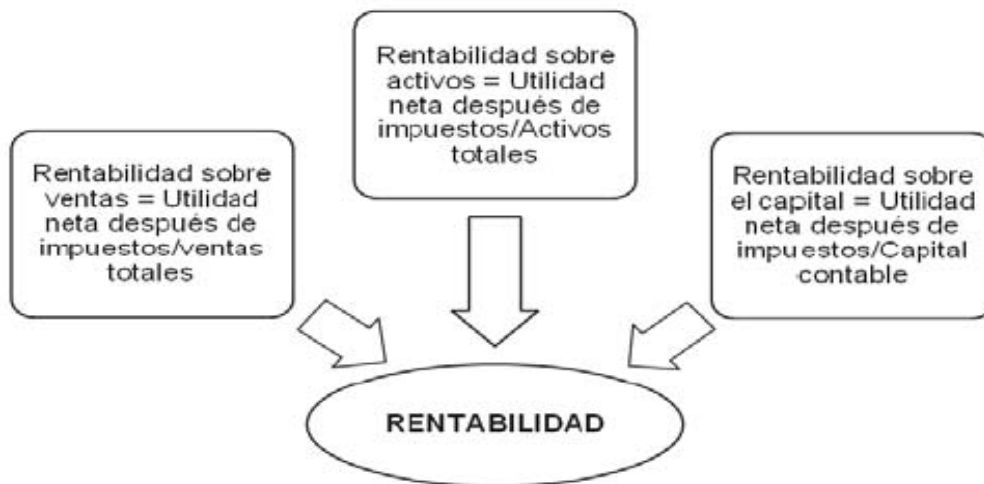 Rentabilidad sobre
activos = Utilidad
neta después de
impuestos/Activos
totales
Rentabilidad sobre
ventas = Utilidad
neta después de
impuestos/ventas
totales
Rentabilidad sobre
el capital = Utilidad
neta después de
impuestos/Capital
contable
RENTABILIDAD